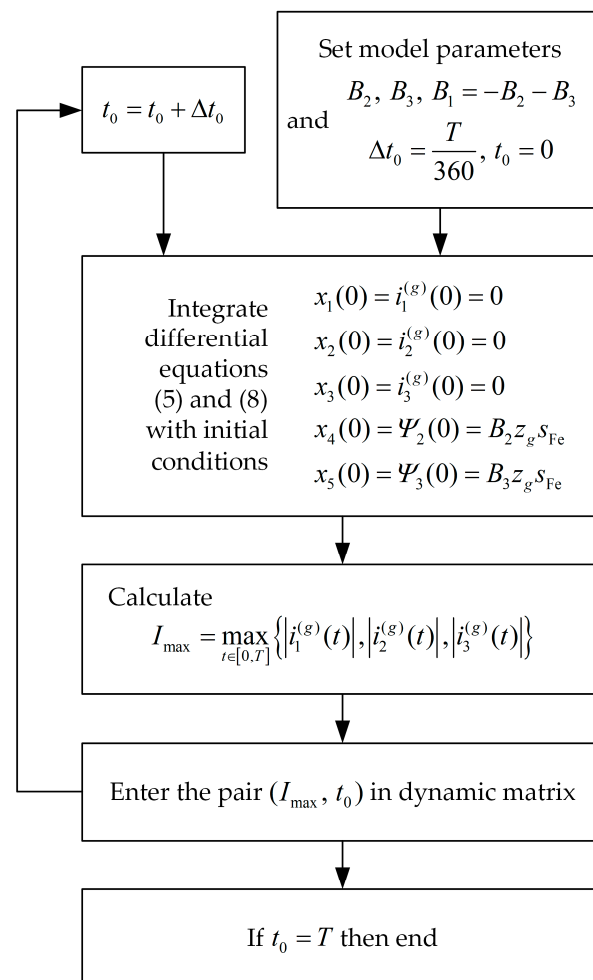 Set model parameters
B₂, B₃, B₁ = −B₂ − B₃
and
Δt₀ = T/360, t₀ = 0
t₀ = t₀ + Δt₀
Integrate
differential
equations
(5) and (8)
with initial
conditions
x₁(0) = i₁⁽ᵍ⁾(0) = 0
x₂(0) = i₂⁽ᵍ⁾(0) = 0
x₃(0) = i₃⁽ᵍ⁾(0) = 0
x₄(0) = Ψ₂(0) = B₂z_g s_Fe
x₅(0) = Ψ₃(0) = B₃z_g s_Fe
Calculate
I_max = max_{t∈[0,T]} {|i₁⁽ᵍ⁾(t)|, |i₂⁽ᵍ⁾(t)|, |i₃⁽ᵍ⁾(t)|}
Enter the pair (I_max, t₀) in dynamic matrix
If t₀ = T then end